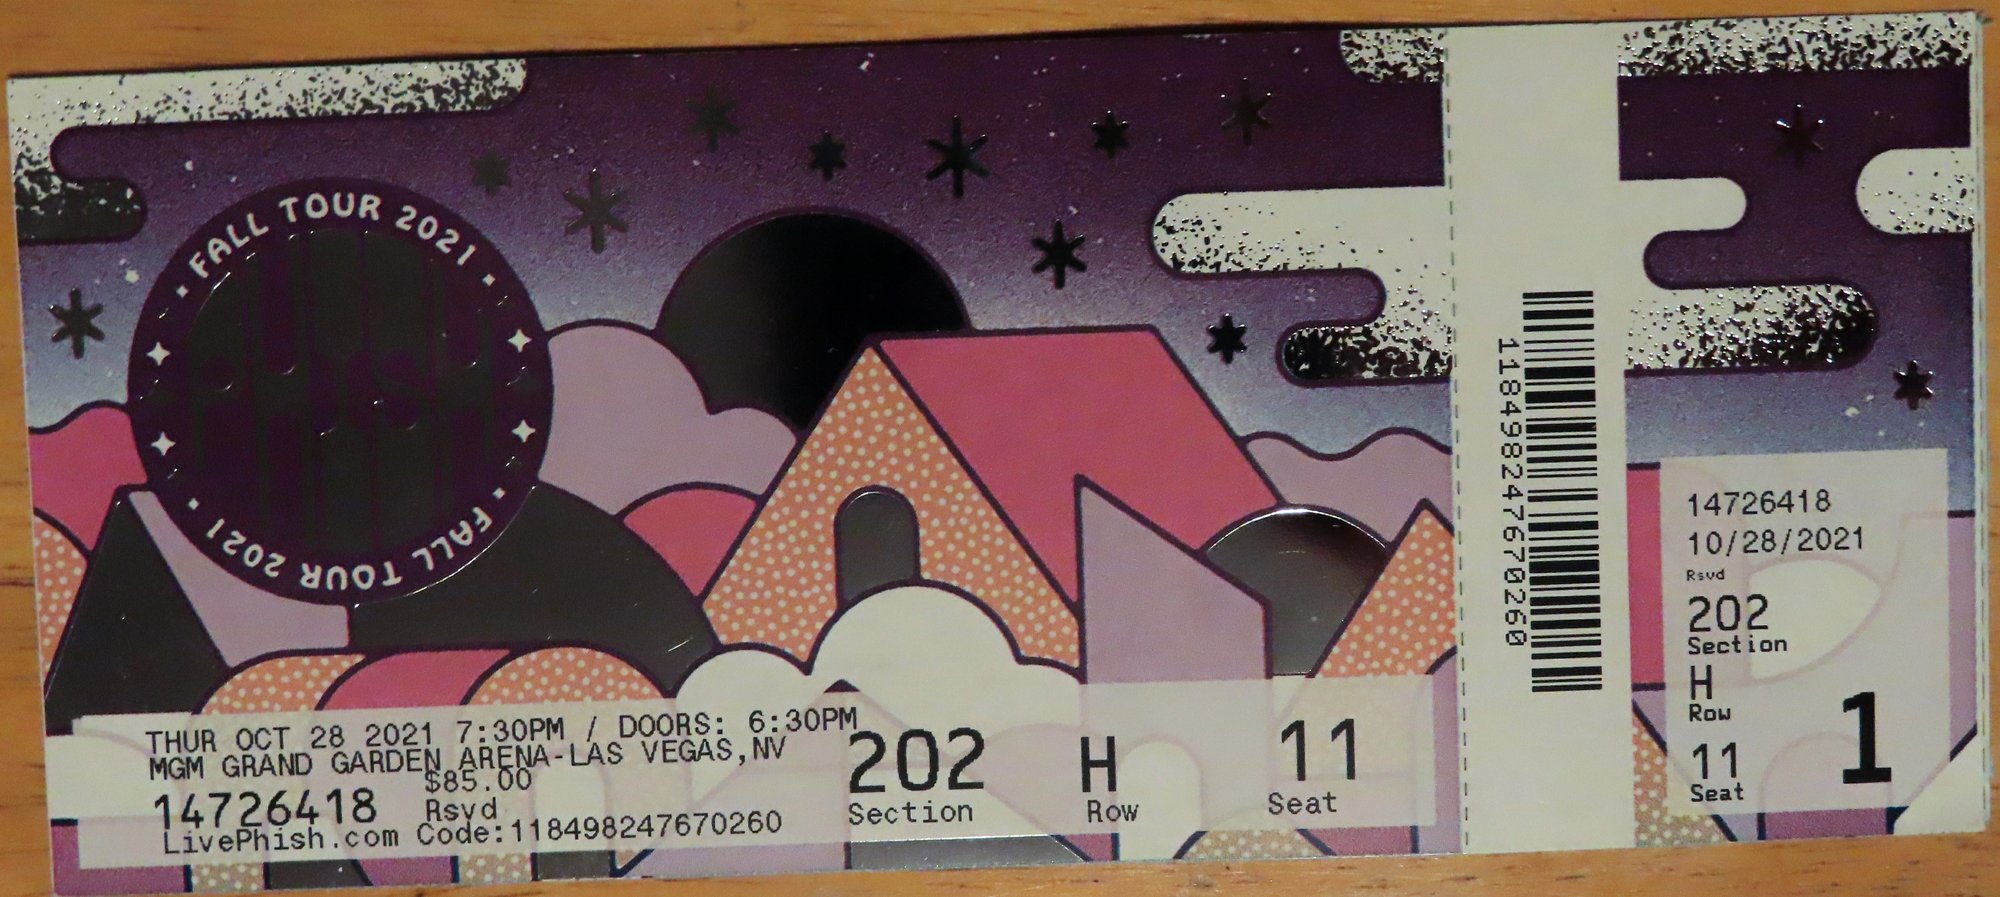 · FALL TOUR 2021 ·
PHISH
· FALL TOUR 2021 ·
THUR OCT 28 2021 7:30PM / DOORS: 6:30PM
MGM GRAND GARDEN ARENA-LAS VEGAS,NV
$85.00
14726418 Rsvd
LivePhish.com Code:118498247670260
202
Section
H
Row
11
Seat
118498247670260
14726418
10/28/2021
Rsvd
202
Section
H
Row
11
Seat
1